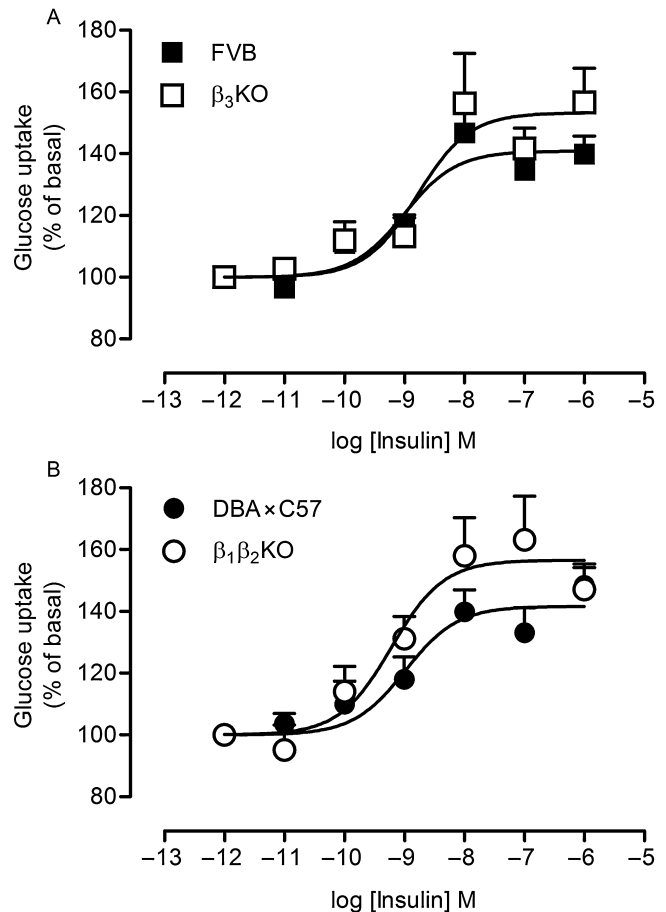 A
180
FVB
160
β3KO
140
120
100
80
Glucose uptake
(% of basal)
–13 –12 –11 –10 –9 –8 –7 –6 –5
log [Insulin] M
B
180
DBA×C57
160
β1β2KO
140
120
100
80
Glucose uptake
(% of basal)
–13 –12 –11 –10 –9 –8 –7 –6 –5
log [Insulin] M